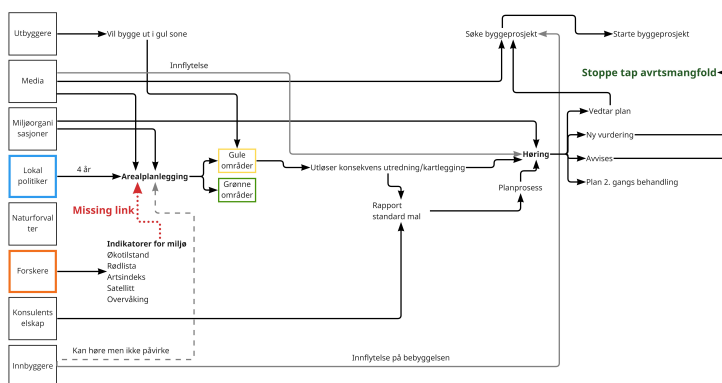 Utbyggere
Vil bygge ut i gul sone
Søke byggeprosjekt
Starte byggeprosjekt
Media
Innflytelse
Stoppe tap avrtsmangfold
Miljøorgani
sasjoner
Vedtar plan
Ny vurdering
Høring
Avvises
Gule
områder
Utløser konsekvens utredning/kartlegging
Lokal
politiker
4 år
Arealplanlegging
Grønne
områder
Planprosess
Plan 2. gangs behandling
Missing link
Rapport
standard mal
Naturforval
ter
Indikatorer for miljø
Økotilstand
Rødlista
Artsindeks
Satellitt
Overvåking
Forskere
Konsulents
elskap
Kan høre men ikke påvirke
Innflytelse på bebyggelsen
Innbyggere